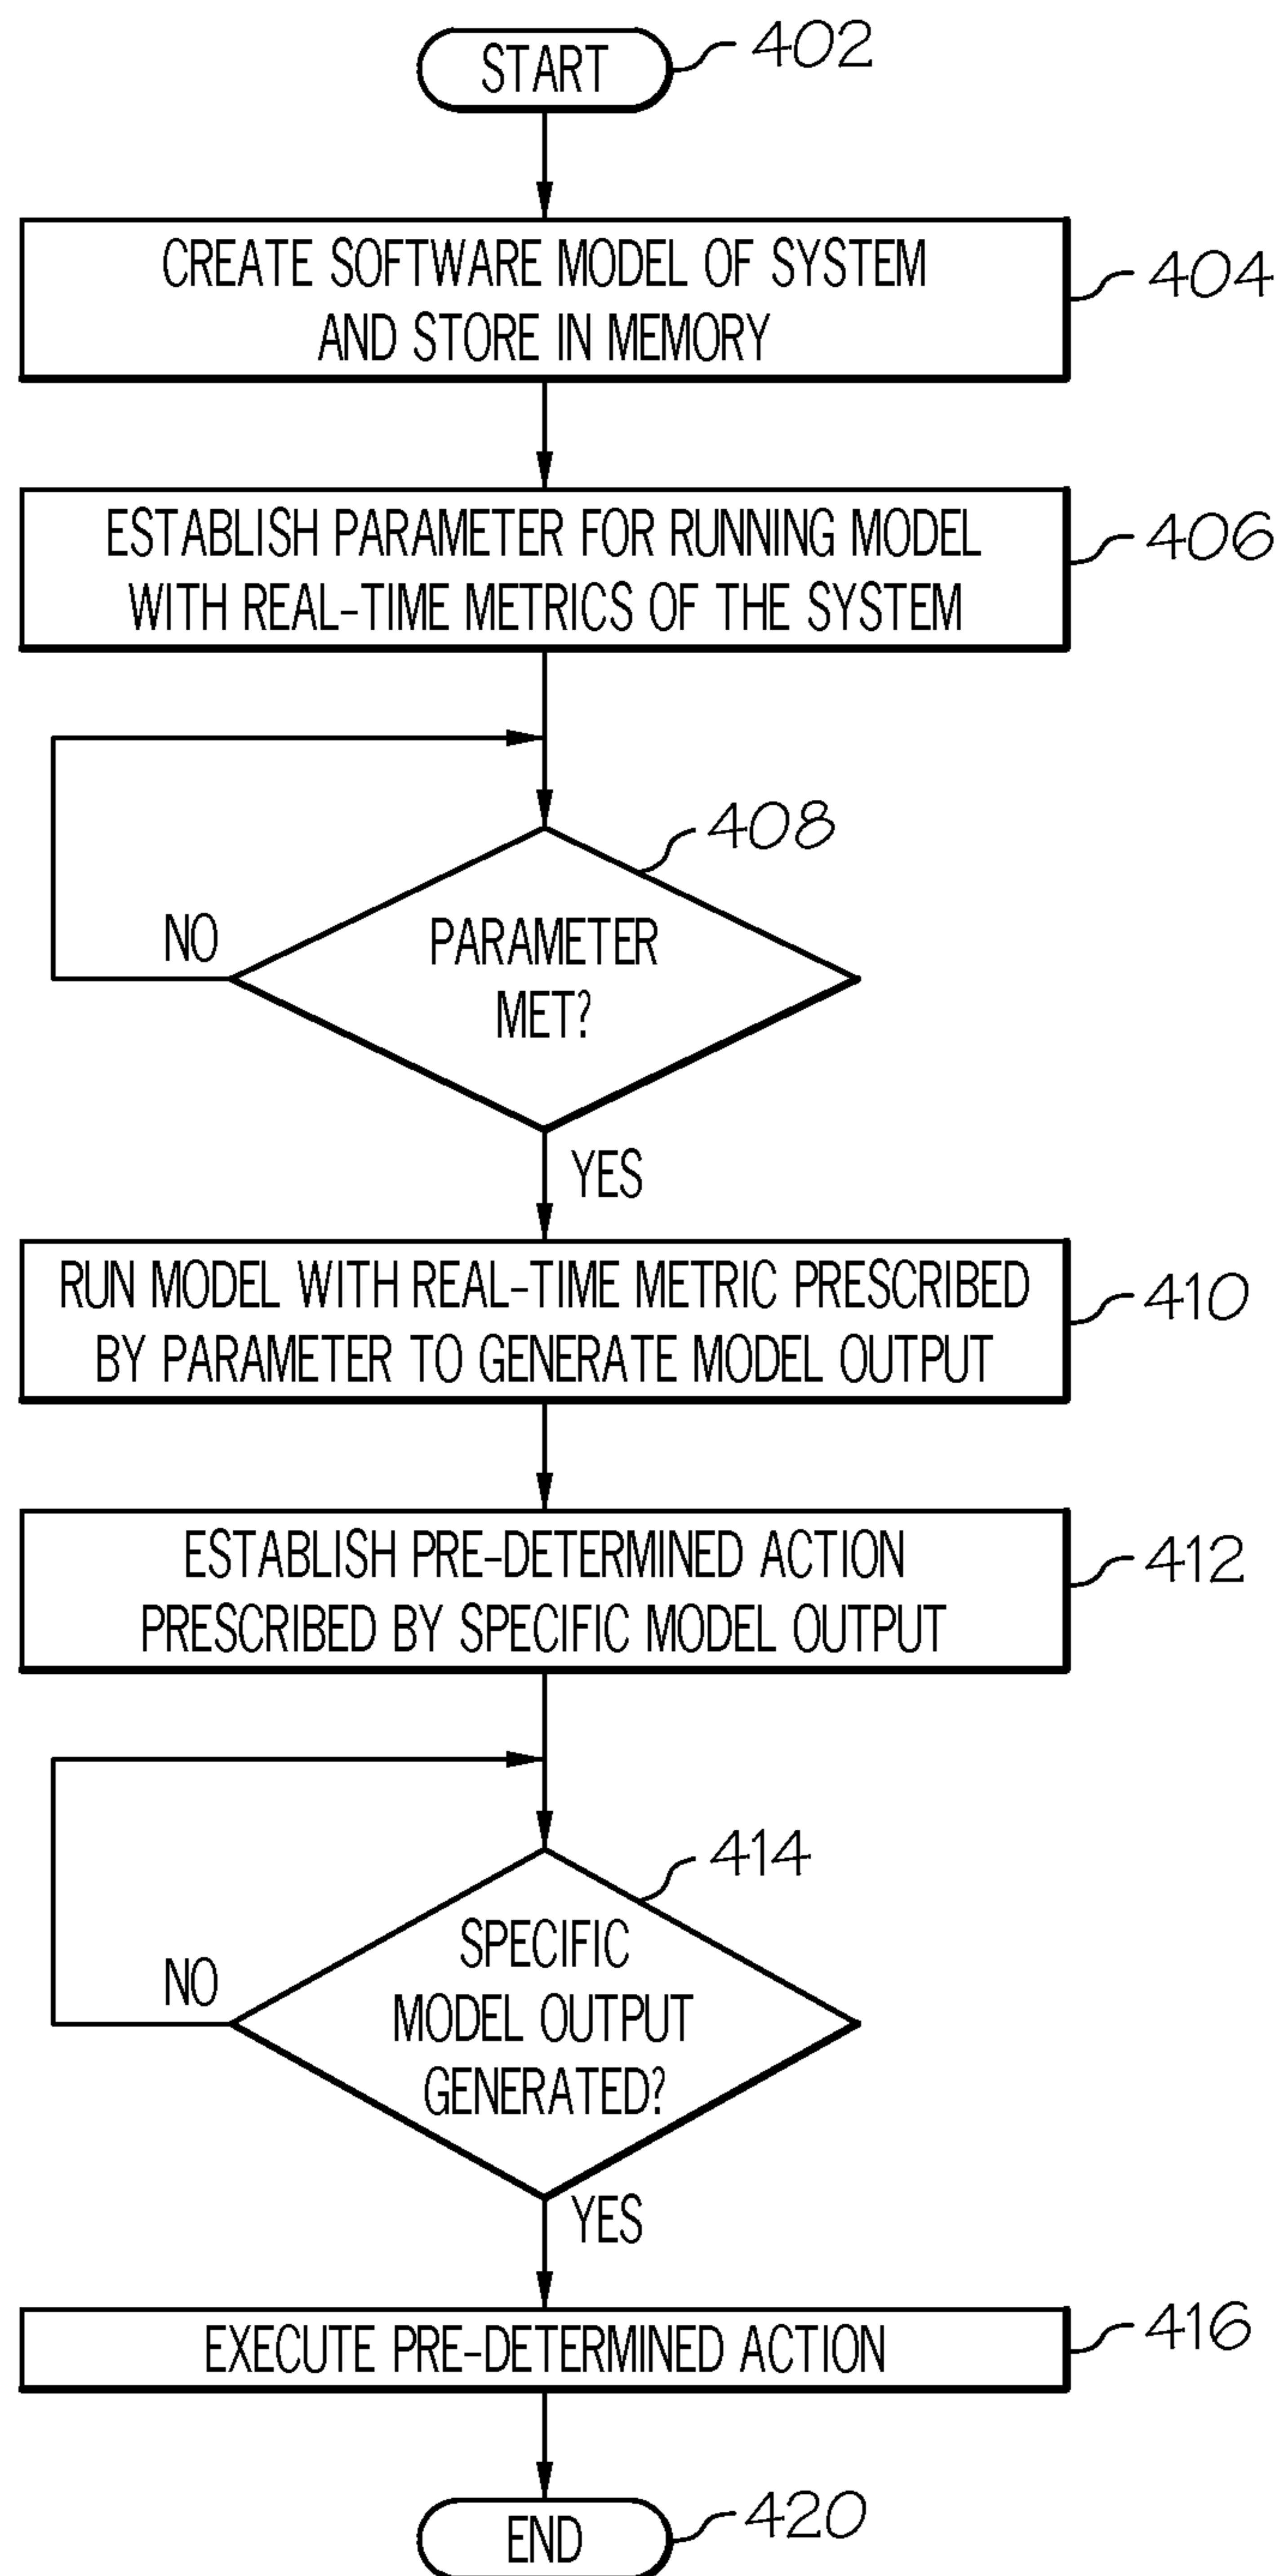 START
402
CREATE SOFTWARE MODEL OF SYSTEM
AND STORE IN MEMORY
404
ESTABLISH PARAMETER FOR RUNNING MODEL
WITH REAL-TIME METRICS OF THE SYSTEM
406
408
PARAMETER
MET?
NO
YES
RUN MODEL WITH REAL-TIME METRIC PRESCRIBED
BY PARAMETER TO GENERATE MODEL OUTPUT
410
ESTABLISH PRE-DETERMINED ACTION
PRESCRIBED BY SPECIFIC MODEL OUTPUT
412
414
SPECIFIC
MODEL OUTPUT
GENERATED?
NO
YES
EXECUTE PRE-DETERMINED ACTION
416
END
420